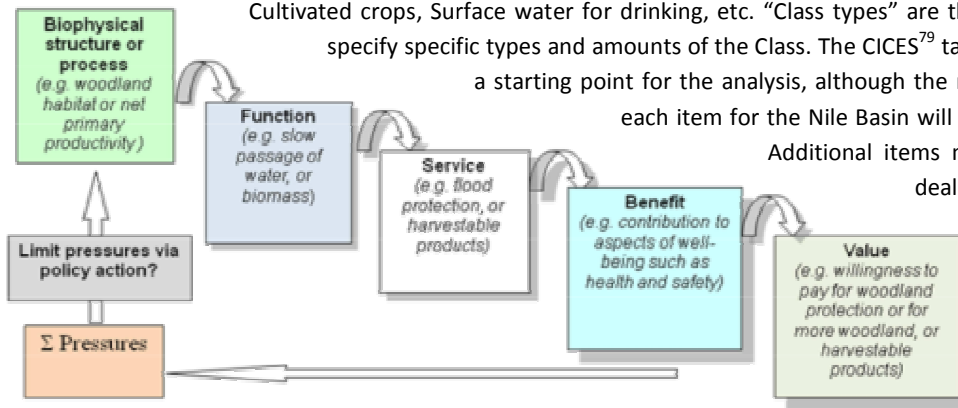 Cultivated crops, Surface water for drinking, etc. “Class types” are th
specify specific types and amounts of the Class. The CICES79 ta
a starting point for the analysis, although the
each item for the Nile Basin will
Additional items
deal
Biophysical
structure or
process
(e.g. woodland
habitat or net
primary
productivity)
Function
(e.g. slow
passage of
water, or
biomass)
Service
(e.g. flood
protection, or
harvestable
products)
Benefit
(e.g. contribution to
aspects of well-
being such as
health and safety)
Value
(e.g. willingness to
pay for woodland
protection or for
more woodland, or
harvestable
products)
Limit pressures via
policy action?
Σ Pressures